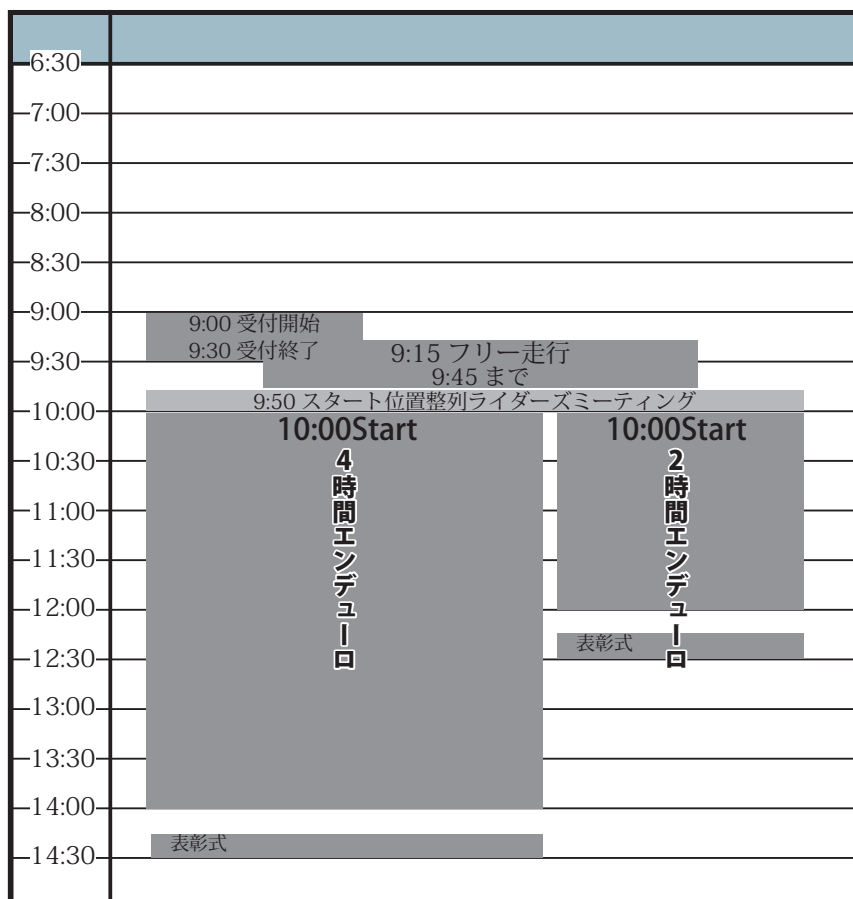 6:30
7:00
7:30
8:00
8:30
9:00
9:00 受付開始
9:30 受付終了
9:15 フリー走行
9:45 まで
9:30
9:50 スタート位置整列ライダーズミーティング
10:00
10:00Start
4時間エンデューロ
10:00Start
2時間エンデューロ
10:30
11:00
11:30
12:00
表彰式
12:30
13:00
13:30
14:00
表彰式
14:30